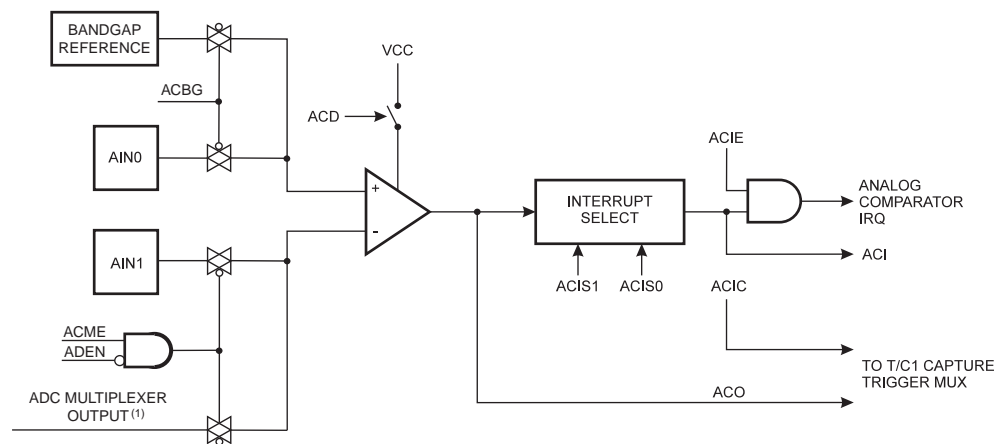 BANDGAP
REFERENCE
VCC
ACBG
ACD
ACIE
AIN0
+
-
INTERRUPT
SELECT
ANALOG
COMPARATOR
IRQ
AIN1
ACI
ACIS1
ACIS0
ACIC
ACME
ADEN
TO T/C1 CAPTURE
TRIGGER MUX
ADC MULTIPLEXER
OUTPUT (1)
ACO